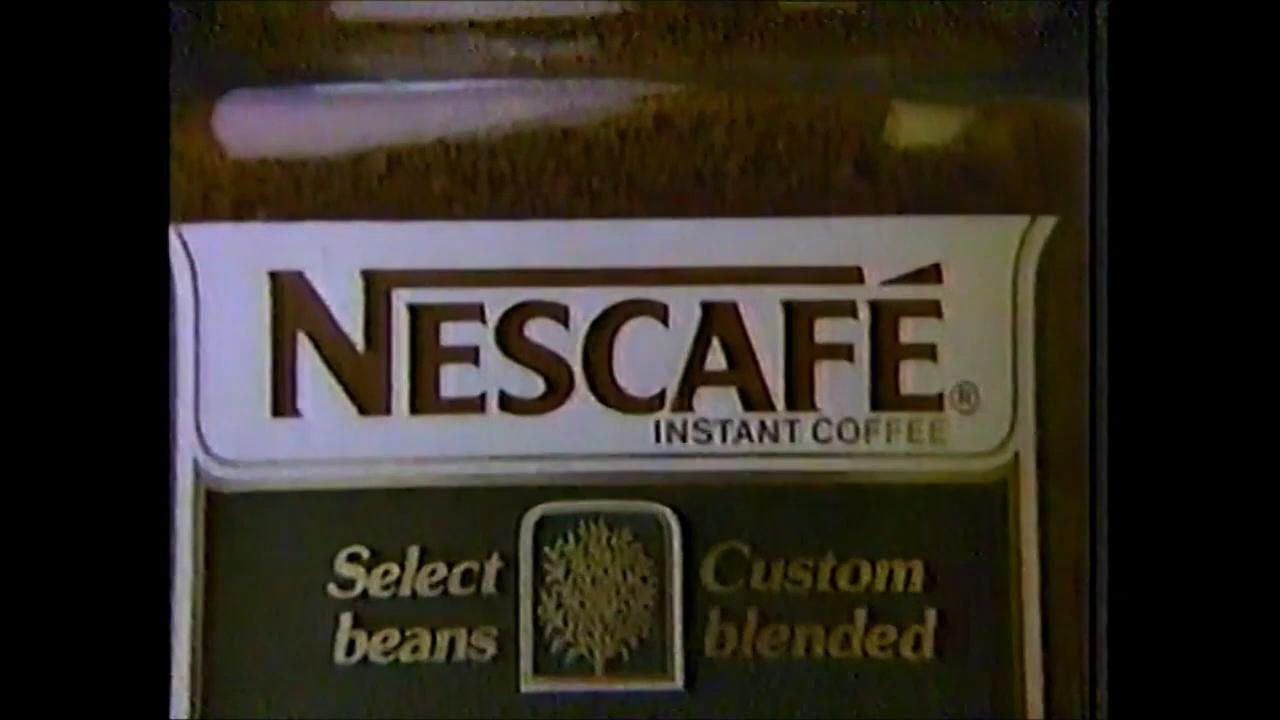 NESCAFÉ®
INSTANT COFFEE
Select
beans
Custom
blended